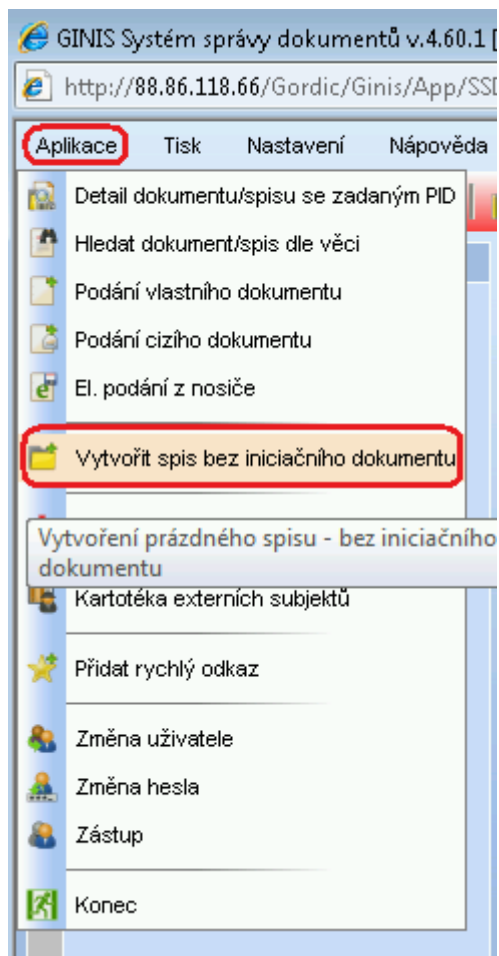 GINIS Systém správy dokumentů v.4.60.1 [
http://88.86.118.66/Gordic/Ginis/App/SSD
Aplikace Tisk Nastavení Nápověda
Detail dokumentu/spisu se zadaným PID
Hledat dokument/spis dle věci
Podání vlastního dokumentu
Podání cizího dokumentu
El. podání z nosiče
Vytvořit spis bez iniciačního dokumentu
Vytvoření prázdného spisu - bez iniciačního
dokumentu
Kartotéka externích subjektů
Přidat rychlý odkaz
Změna uživatele
Změna hesla
Zástup
Konec